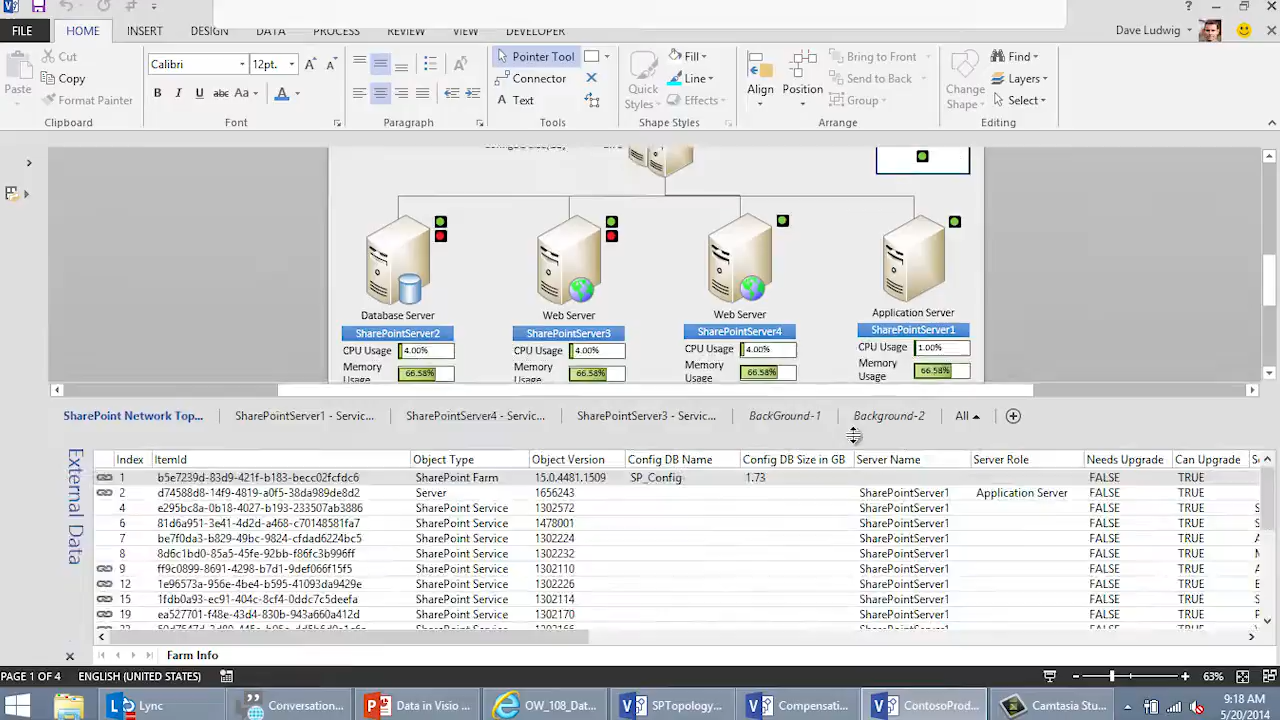 FILE HOME INSERT DESIGN DATA PROCESS REVIEW VIEW DEVELOPER Dave Ludwig
Cut
Copy
Format Painter
Paste
Clipboard
Calibri 12pt.
B I U abc Aa A
Font
Paragraph
Pointer Tool
Connector
Text
Tools
Quick Styles
Fill
Line
Effects
Shape Styles
Align Position
Bring to Front
Send to Back
Group
Arrange
Change Shape
Find
Layers
Select
Editing
Database Server Web Server Web Server Application Server
SharePointServer2 SharePointServer3 SharePointServer4 SharePointServer1
CPU Usage 4.00% CPU Usage 4.00% CPU Usage 4.00% CPU Usage 1.00%
Memory Usage 66.58% Memory Usage 66.58% Memory Usage 66.58% Memory Usage 66.58%
SharePoint Network Top... SharePointServer1 - Servic... SharePointServer4 - Servic... SharePointServer3 - Servic... BackGround-1 Background-2 All
External Data
Index ItemId Object Type Object Version Config DB Name Config DB Size in GB Server Name Server Role Needs Upgrade Can Upgrade
1 b5e7239d-83d9-421f-b183-becc02fcfdc6 SharePoint Farm 15.0.4481.1509 SP_Config 1.73 FALSE TRUE
2 d74588d8-14f9-4819-a0f5-38da989de8d2 Server 1656243 SharePointServer1 Application Server FALSE TRUE
4 e295bc8a-0b18-4027-b193-233507ab3886 SharePoint Service 1302572 SharePointServer1 FALSE TRUE
6 81d6a951-3e41-4d2d-a468-c70148581fa7 SharePoint Service 1478001 SharePointServer1 FALSE TRUE
7 be7f0da3-b829-49bc-9824-cfdad6224bc5 SharePoint Service 1302224 SharePointServer1 FALSE TRUE
8 8d6c1bd0-85a5-45fe-92bb-f86fc3b996ff SharePoint Service 1302232 SharePointServer1 FALSE TRUE
9 ff9c0899-8691-4298-b7d1-9def066f15f5 SharePoint Service 1302110 SharePointServer1 FALSE TRUE
12 1e96573a-956e-4be4-b595-41093da9429e SharePoint Service 1302226 SharePointServer1 FALSE TRUE
15 1fdb0a93-ec91-404c-8cf4-0ddc7c5deefa SharePoint Service 1302114 SharePointServer1 FALSE TRUE
19 ea527701-f48e-43d4-830b-943a660a412d SharePoint Service 1302170 SharePointServer1 FALSE TRUE
Farm Info
PAGE 1 OF 4 ENGLISH (UNITED STATES) 63%
Lync Conversation... Data in Visio ... OW_108_Dat... SPTopology... Compensati... ContosoProd... Camtasia Stu... 9:18 AM
5/20/2014